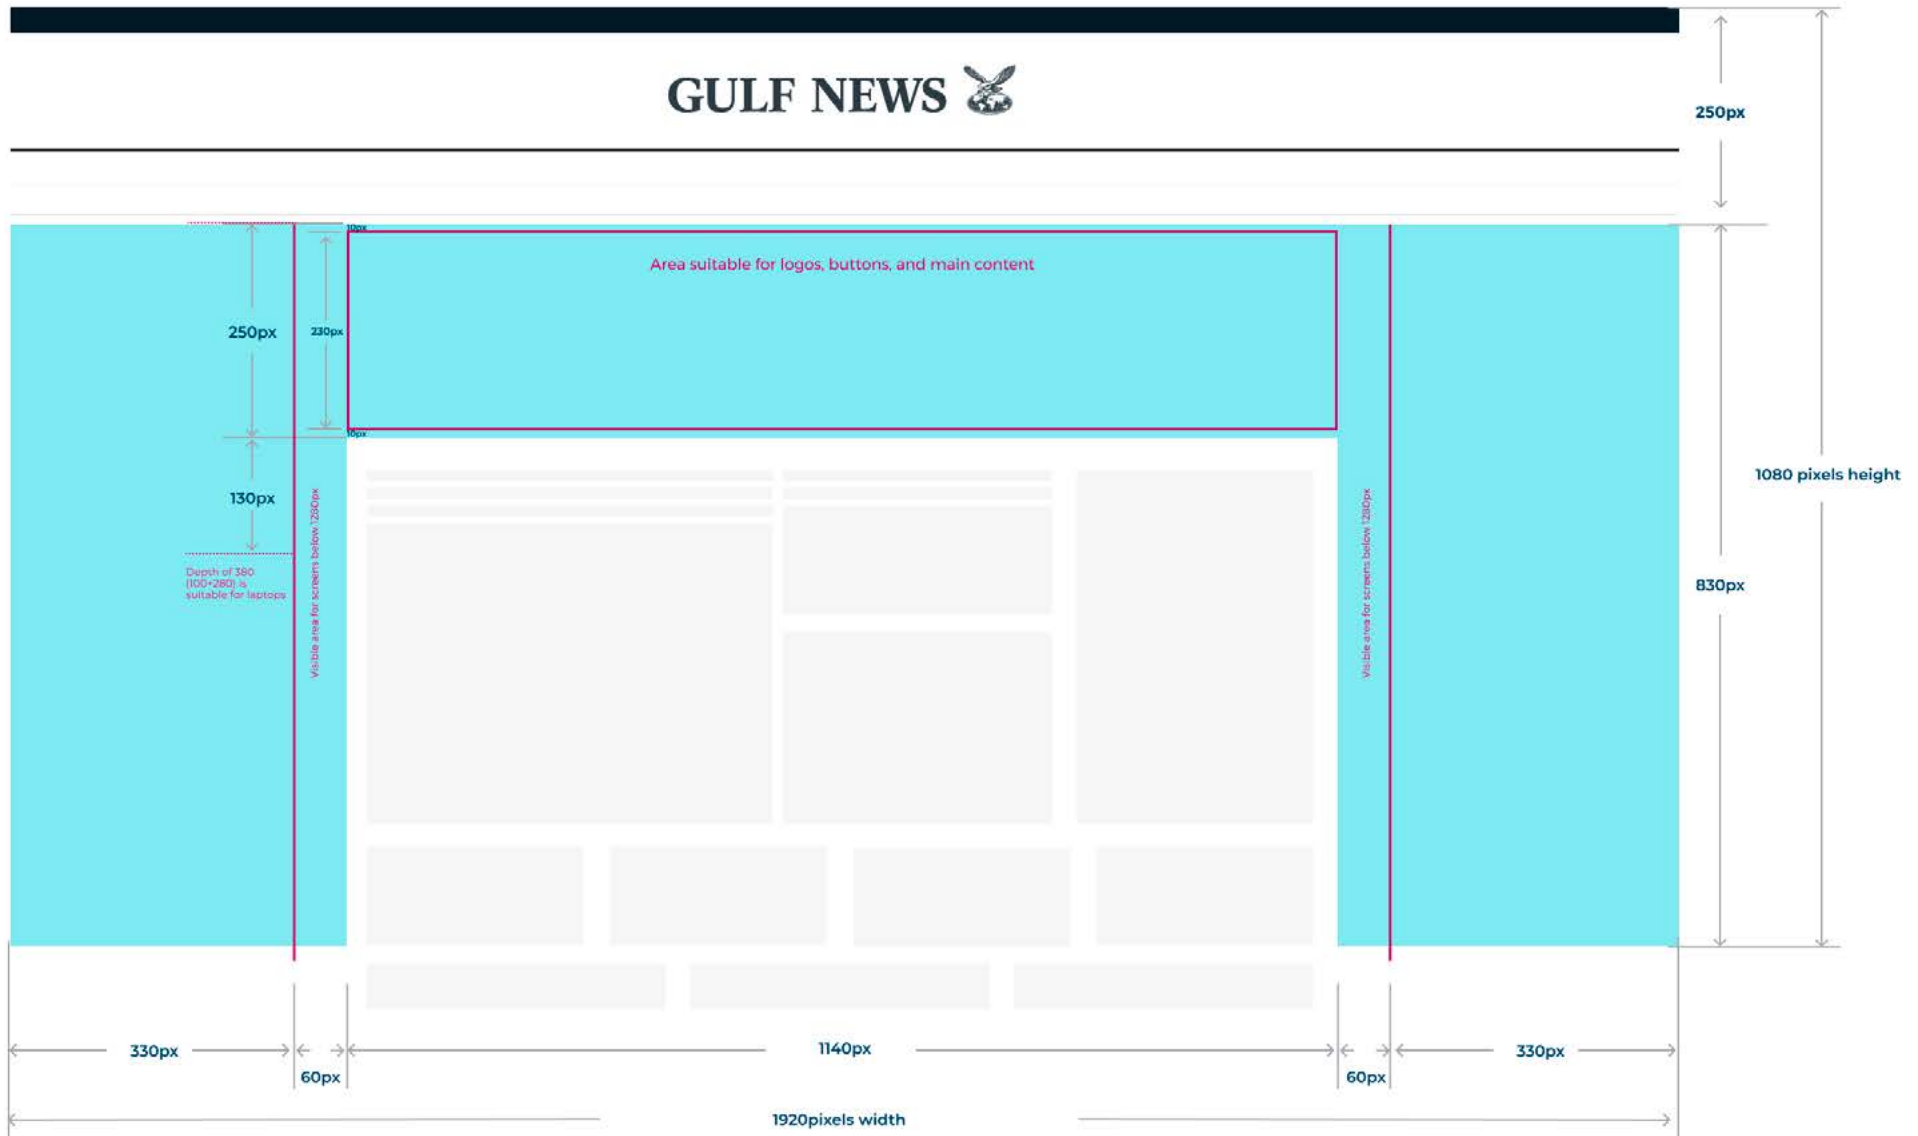 GULF NEWS
250px
10px
Area suitable for logos, buttons, and main content
250px
230px
10px
1080 pixels height
130px
Visible area for screens below 1280px
Visible area for screens below 1280px
Depth of 380
(100+280) is
suitable for laptops
830px
330px
60px
1140px
60px
330px
1920pixels width